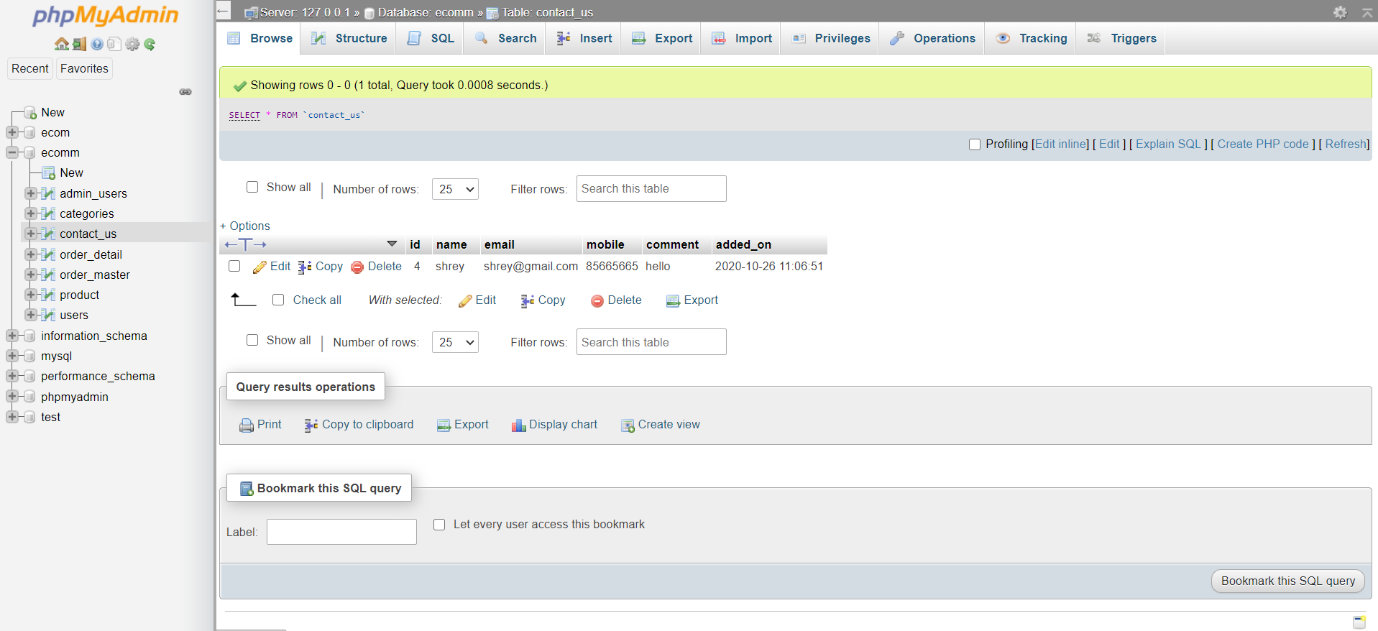 phpMyAdmin
Recent Favorites
New
ecom
ecomm
New
admin_users
categories
contact_us
order_detail
order_master
product
users
information_schema
mysql
performance_schema
phpmyadmin
test
Server: 127.0.0.1 » Database: ecomm » Table: contact_us
Browse Structure SQL Search Insert Export Import Privileges Operations Tracking Triggers
Showing rows 0 - 0 (1 total, Query took 0.0008 seconds.)
SELECT * FROM `contact_us`
Profiling [Edit inline] [ Edit ] [ Explain SQL ] [ Create PHP code ] [ Refresh]
Show all | Number of rows: 25 Filter rows: Search this table
+ Options
←T→ id name email mobile comment added_on
Edit Copy Delete 4 shrey shrey@gmail.com 85665665 hello 2020-10-26 11:06:51
Check all With selected: Edit Copy Delete Export
Show all | Number of rows: 25 Filter rows: Search this table
Query results operations
Print Copy to clipboard Export Display chart Create view
Bookmark this SQL query
Label: Let every user access this bookmark
Bookmark this SQL query